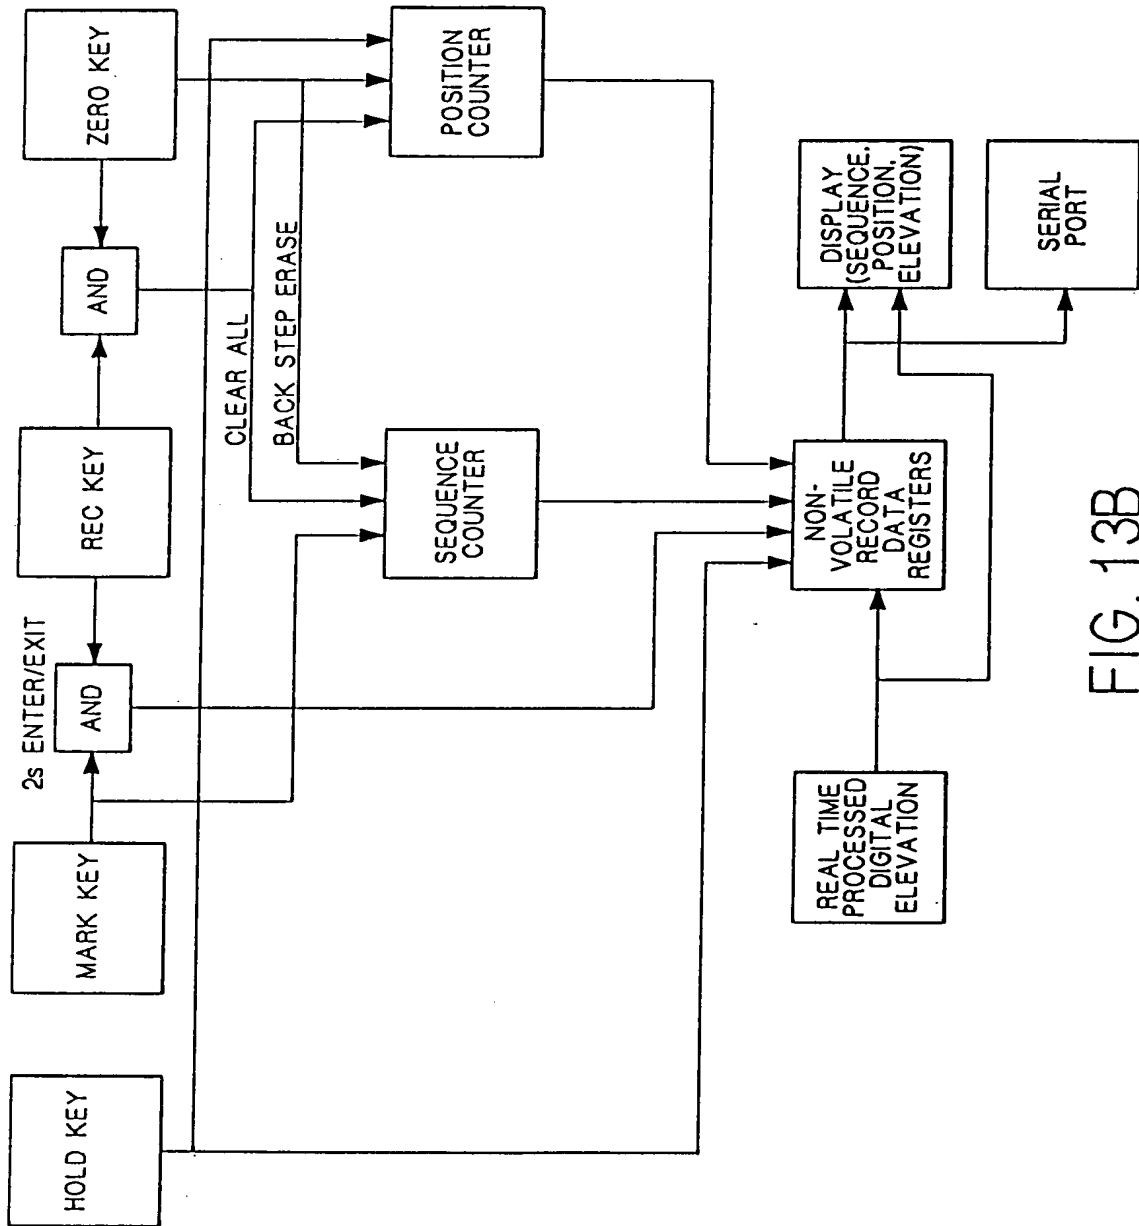 HOLD KEY
MARK KEY
2s ENTER/EXIT
AND
REC KEY
AND
ZERO KEY
CLEAR ALL
BACK STEP ERASE
SEQUENCE
COUNTER
POSITION
COUNTER
REAL TIME
PROCESSED
DIGITAL
ELEVATION
NON-
VOLATILE
RECORD
DATA
REGISTERS
DISPLAY
(SEQUENCE,
POSITION,
ELEVATION)
SERIAL
PORT
FIG. 13B